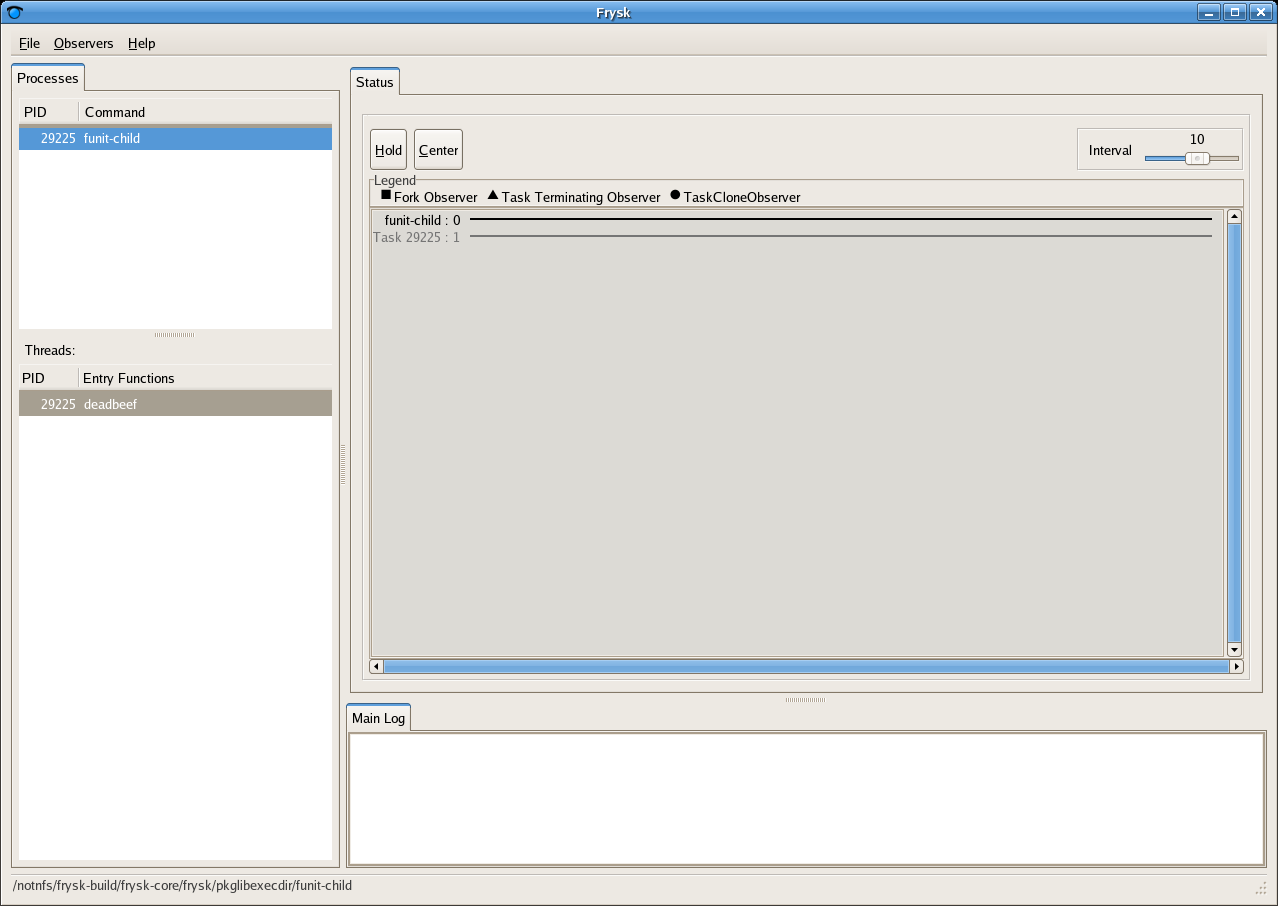 Frysk
File Observers Help
Processes
PID Command
29225 funit-child
Threads:
PID Entry Functions
29225 deadbeef
Status
Hold Center
Interval 10
Legend
Fork Observer Task Terminating Observer TaskCloneObserver
funit-child : 0
Task 29225 : 1
Main Log
/notnfs/frysk-build/frysk-core/frysk/pkglibexecdir/funit-child